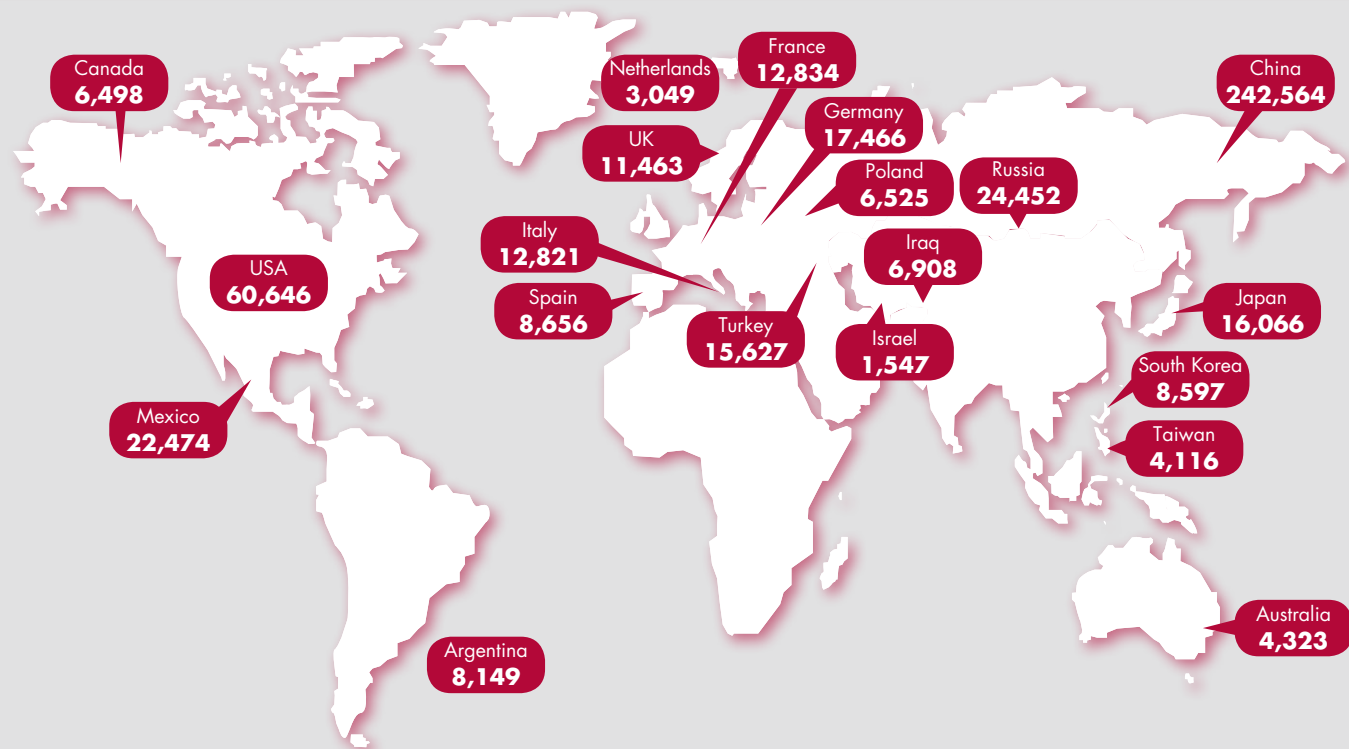 Canada
6,498
Netherlands
3,049
France
12,834
China
242,564
Germany
17,466
UK
11,463
Poland
6,525
Russia
24,452
Italy
12,821
Iraq
6,908
USA
60,646
Spain
8,656
Turkey
15,627
Israel
1,547
Japan
16,066
South Korea
8,597
Mexico
22,474
Taiwan
4,116
Argentina
8,149
Australia
4,323